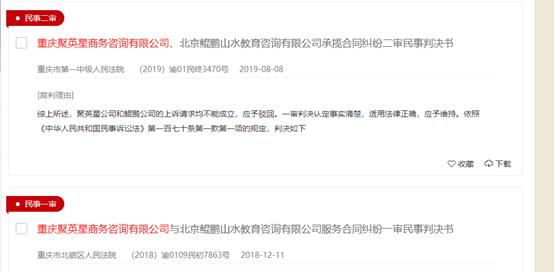 民事二审
重庆聚英星商务咨询有限公司、北京鲲鹏山水教育咨询有限公司承揽合同纠纷二审民事判决书
重庆市第一中级人民法院 （2019）渝01民终3470号 2019-08-08
[裁判理由]
综上所述，聚英星公司和鲲鹏公司的上诉请求均不能成立，应予驳回。一审判决认定事实清楚，适用法律正确，应予维持。依照
《中华人民共和国民事诉讼法》第一百七十条第一款第一项的规定，判决如下
收藏 下载
民事一审
重庆聚英星商务咨询有限公司与北京鲲鹏山水教育咨询有限公司服务合同纠纷一审民事判决书
重庆市北碚区人民法院 （2018）渝0109民初7863号 2018-12-11